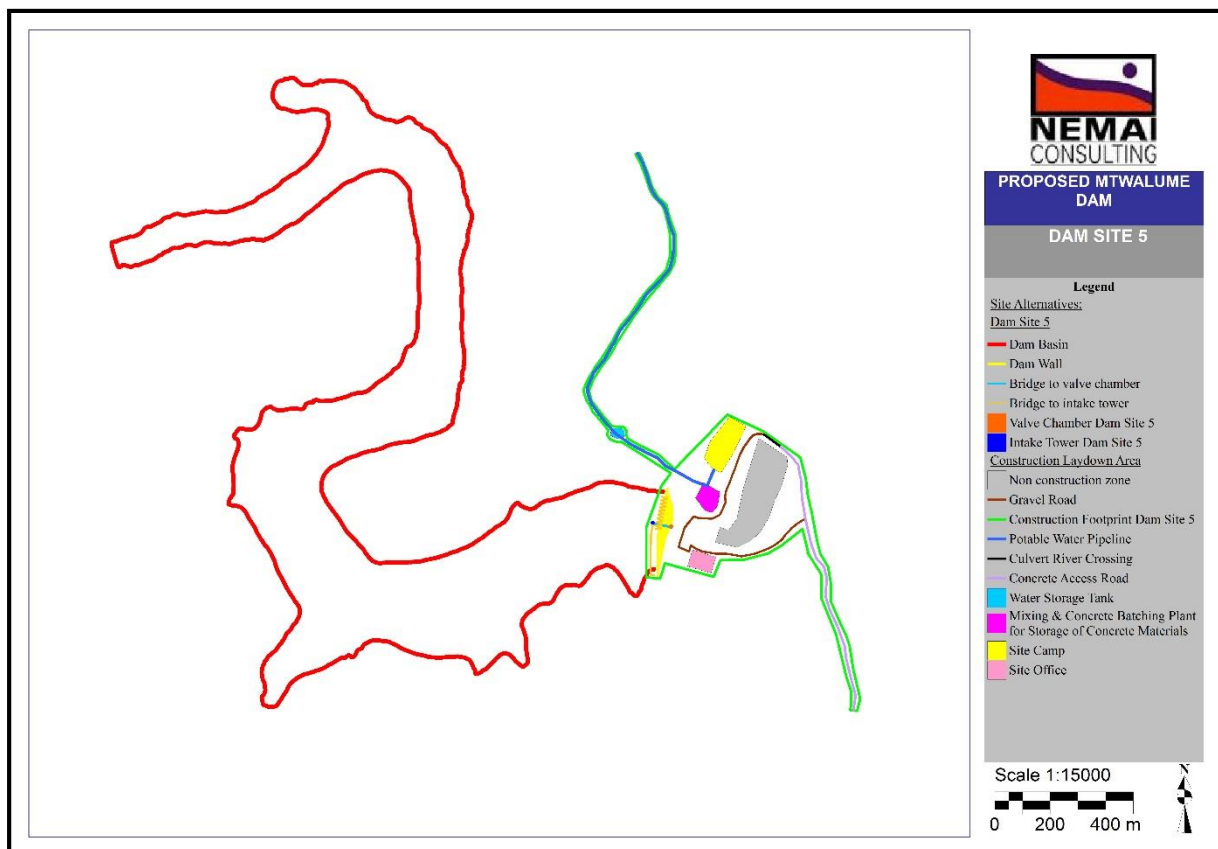 NEMAI
CONSULTING
PROPOSED MTWALUME
DAM
DAM SITE 5
Legend
Site Alternatives:
Dam Site 5
Dam Basin
Dam Wall
Bridge to valve chamber
Bridge to intake tower
Valve Chamber Dam Site 5
Intake Tower Dam Site 5
Construction Laydown Area
Non construction zone
Gravel Road
Construction Footprint Dam Site 5
Potable Water Pipeline
Culvert River Crossing
Concrete Access Road
Water Storage Tank
Mixing & Concrete Batching Plant
for Storage of Concrete Materials
Site Camp
Site Office
Scale 1:15000
N
0 200 400 m